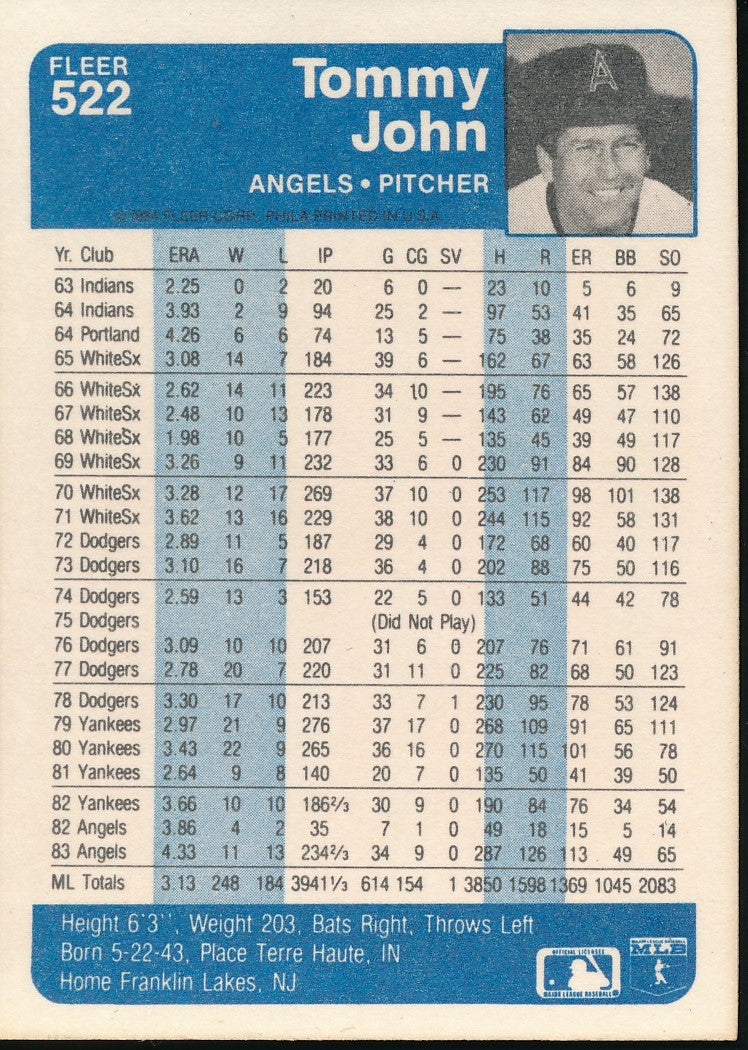 FLEER
522
Tommy
John
ANGELS • PITCHER
© 1984 FLEER CORP., PHILA PRINTED IN U.S.A.
Yr. Club ERA W L IP G CG SV H R ER BB SO
63 Indians 2.25 0 2 20 6 0 — 23 10 5 6 9
64 Indians 3.93 2 9 94 25 2 — 97 53 41 35 65
64 Portland 4.26 6 6 74 13 5 — 75 38 35 24 72
65 WhiteSx 3.08 14 7 184 39 6 — 162 67 63 58 126
66 WhiteSx 2.62 14 11 223 34 10 — 195 76 65 57 138
67 WhiteSx 2.48 10 13 178 31 9 — 143 62 49 47 110
68 WhiteSx 1.98 10 5 177 25 5 — 135 45 39 49 117
69 WhiteSx 3.26 9 11 232 33 6 0 230 91 84 90 128
70 WhiteSx 3.28 12 17 269 37 10 0 253 117 98 101 138
71 WhiteSx 3.62 13 16 229 38 10 0 244 115 92 58 131
72 Dodgers 2.89 11 5 187 29 4 0 172 68 60 40 117
73 Dodgers 3.10 16 7 218 36 4 0 202 88 75 50 116
74 Dodgers 2.59 13 3 153 22 5 0 133 51 44 42 78
75 Dodgers (Did Not Play)
76 Dodgers 3.09 10 10 207 31 6 0 207 76 71 61 91
77 Dodgers 2.78 20 7 220 31 11 0 225 82 68 50 123
78 Dodgers 3.30 17 10 213 33 7 1 230 95 78 53 124
79 Yankees 2.97 21 9 276 37 17 0 268 109 91 65 111
80 Yankees 3.43 22 9 265 36 16 0 270 115 101 56 78
81 Yankees 2.64 9 8 140 20 7 0 135 50 41 39 50
82 Yankees 3.66 10 10 186 2/3 30 9 0 190 84 76 34 54
82 Angels 3.86 4 2 35 7 1 0 49 18 15 5 14
83 Angels 4.33 11 13 234 2/3 34 9 0 287 126 113 49 65
ML Totals 3.13 248 184 3941 1/3 614 154 1 3850 1598 1369 1045 2083
Height 6'3", Weight 203, Bats Right, Throws Left
Born 5-22-43, Place Terre Haute, IN
Home Franklin Lakes, NJ
OFFICIAL LICENSEE
MAJOR LEAGUE BASEBALL
MAJOR LEAGUE BASEBALL
MLB
A